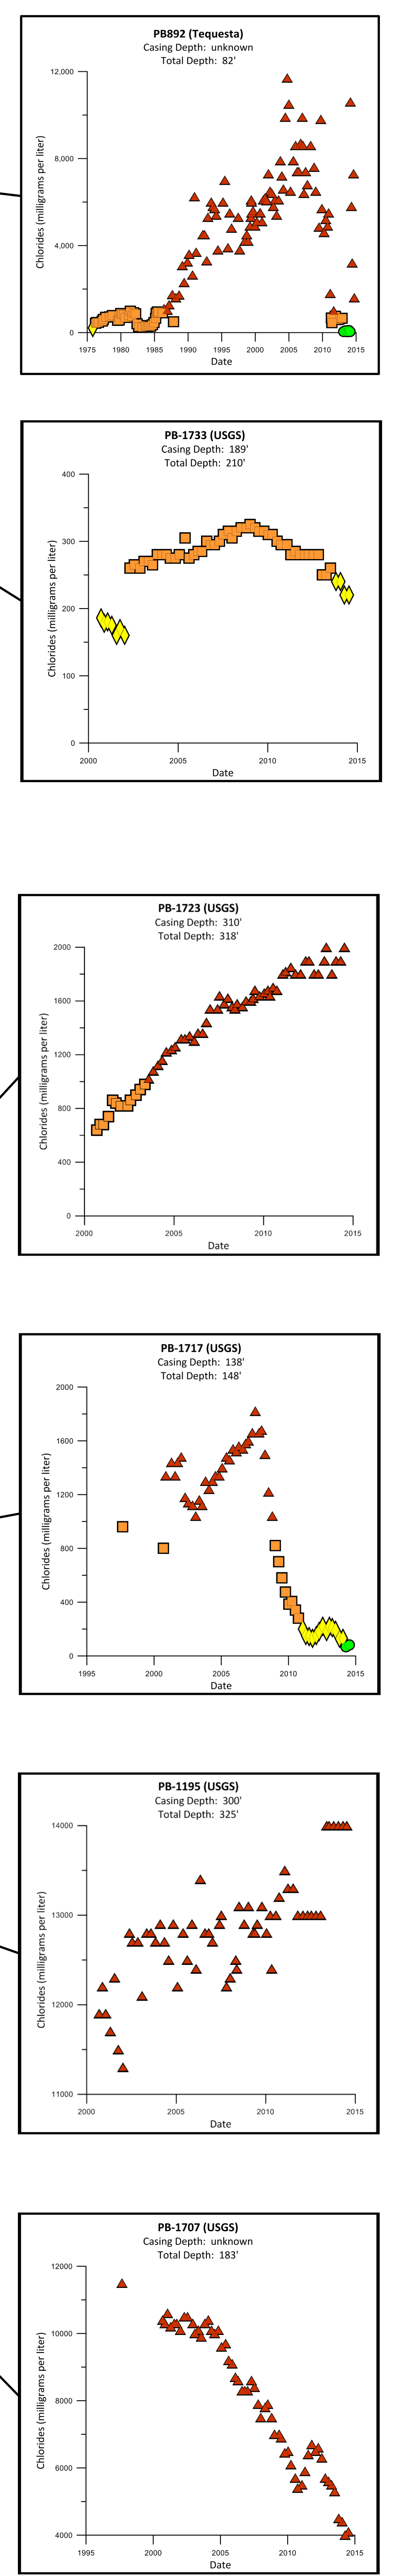 PB892 (Tequesta)
Casing Depth: unknown
Total Depth: 82'
12,000
8,000
4,000
0
Chlorides (milligrams per liter)
1975 1980 1985 1990 1995 2000 2005 2010 2015
Date
PB-1733 (USGS)
Casing Depth: 189'
Total Depth: 210'
400
300
200
100
0
Chlorides (milligrams per liter)
2000 2005 2010 2015
Date
PB-1723 (USGS)
Casing Depth: 310'
Total Depth: 318'
2000
1600
1200
800
400
0
Chlorides (milligrams per liter)
2000 2005 2010 2015
Date
PB-1717 (USGS)
Casing Depth: 138'
Total Depth: 148'
2000
1600
1200
800
400
0
Chlorides (milligrams per liter)
1995 2000 2005 2010 2015
Date
PB-1195 (USGS)
Casing Depth: 300'
Total Depth: 325'
14000
13000
12000
11000
Chlorides (milligrams per liter)
2000 2005 2010 2015
Date
PB-1707 (USGS)
Casing Depth: unknown
Total Depth: 183'
12000
10000
8000
6000
4000
Chlorides (milligrams per liter)
1995 2000 2005 2010 2015
Date